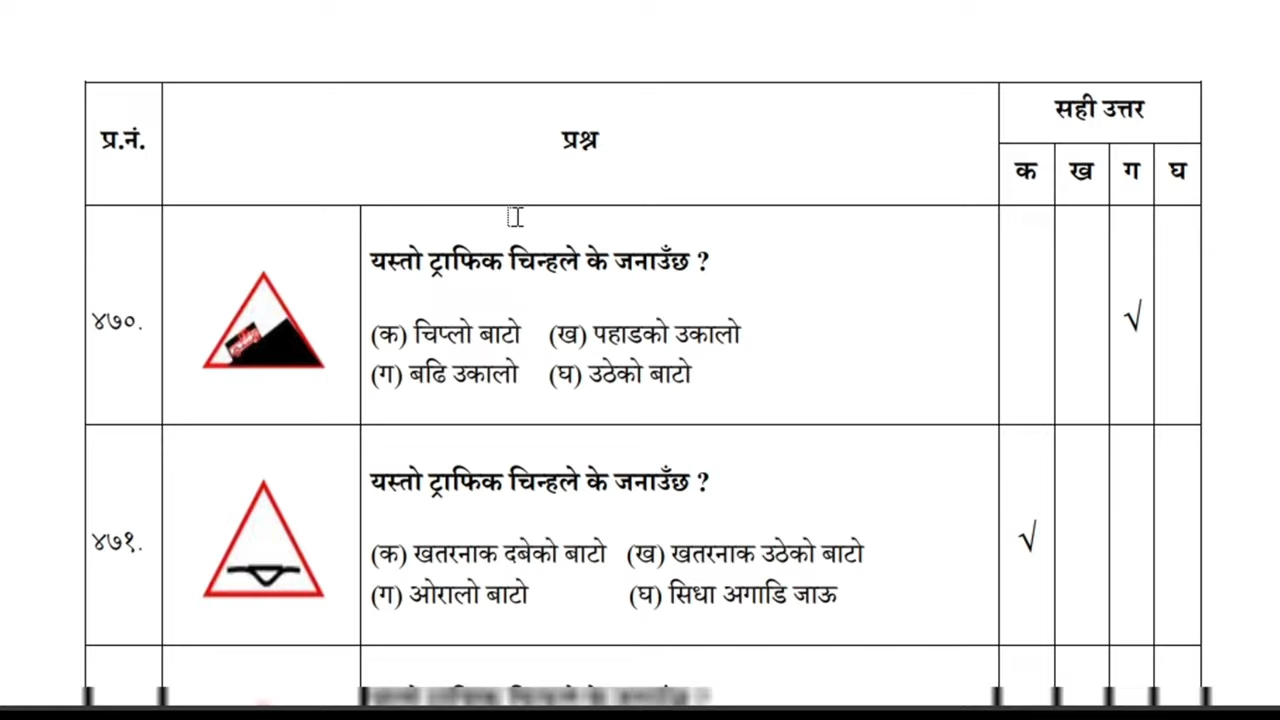 प्र.नं. प्रश्न सही उत्तर
क ख ग घ
४७०. यस्तो ट्राफिक चिन्हले के जनाउँछ ?
(क) चिप्लो बाटो (ख) पहाडको उकालो
(ग) बढि उकालो (घ) उठेको बाटो
√
४७१. यस्तो ट्राफिक चिन्हले के जनाउँछ ?
(क) खतरनाक दबेको बाटो (ख) खतरनाक उठेको बाटो
(ग) ओरालो बाटो (घ) सिधा अगाडि जाऊ
√